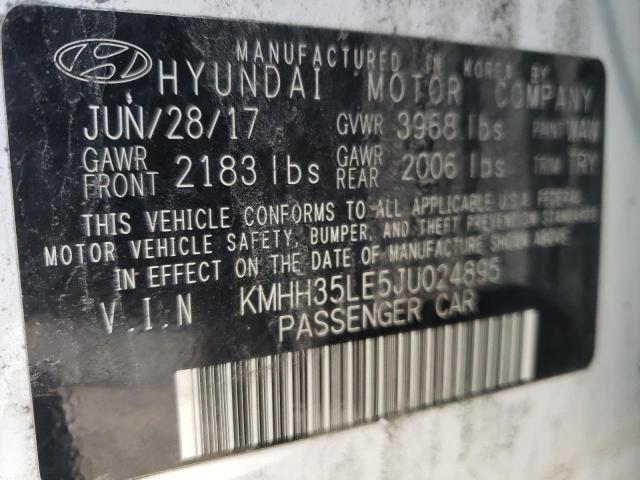 MANUFACTURED IN KOREA BY
HYUNDAI MOTOR COMPANY
JUN/28/17 GVWR 3968 lbs PAINT WAW
GAWR FRONT 2183 lbs GAWR REAR 2006 lbs TRIM TRY
THIS VEHICLE CONFORMS TO ALL APPLICABLE U.S.A. FEDERAL
MOTOR VEHICLE SAFETY, BUMPER, AND THEFT PREVENTION STANDARDS
IN EFFECT ON THE DATE OF MANUFACTURE SHOWN ABOVE
V.I.N KMHH35LE5JU024895
PASSENGER CAR